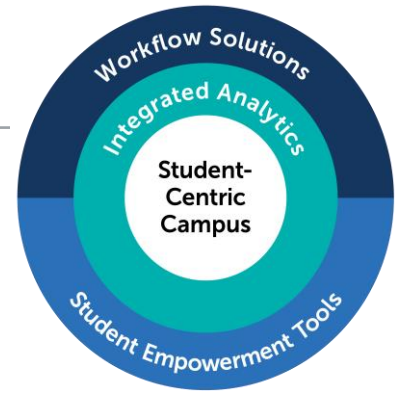 Workflow Solutions
Integrated Analytics
Student-
Centric
Campus
Student Empowerment Tools